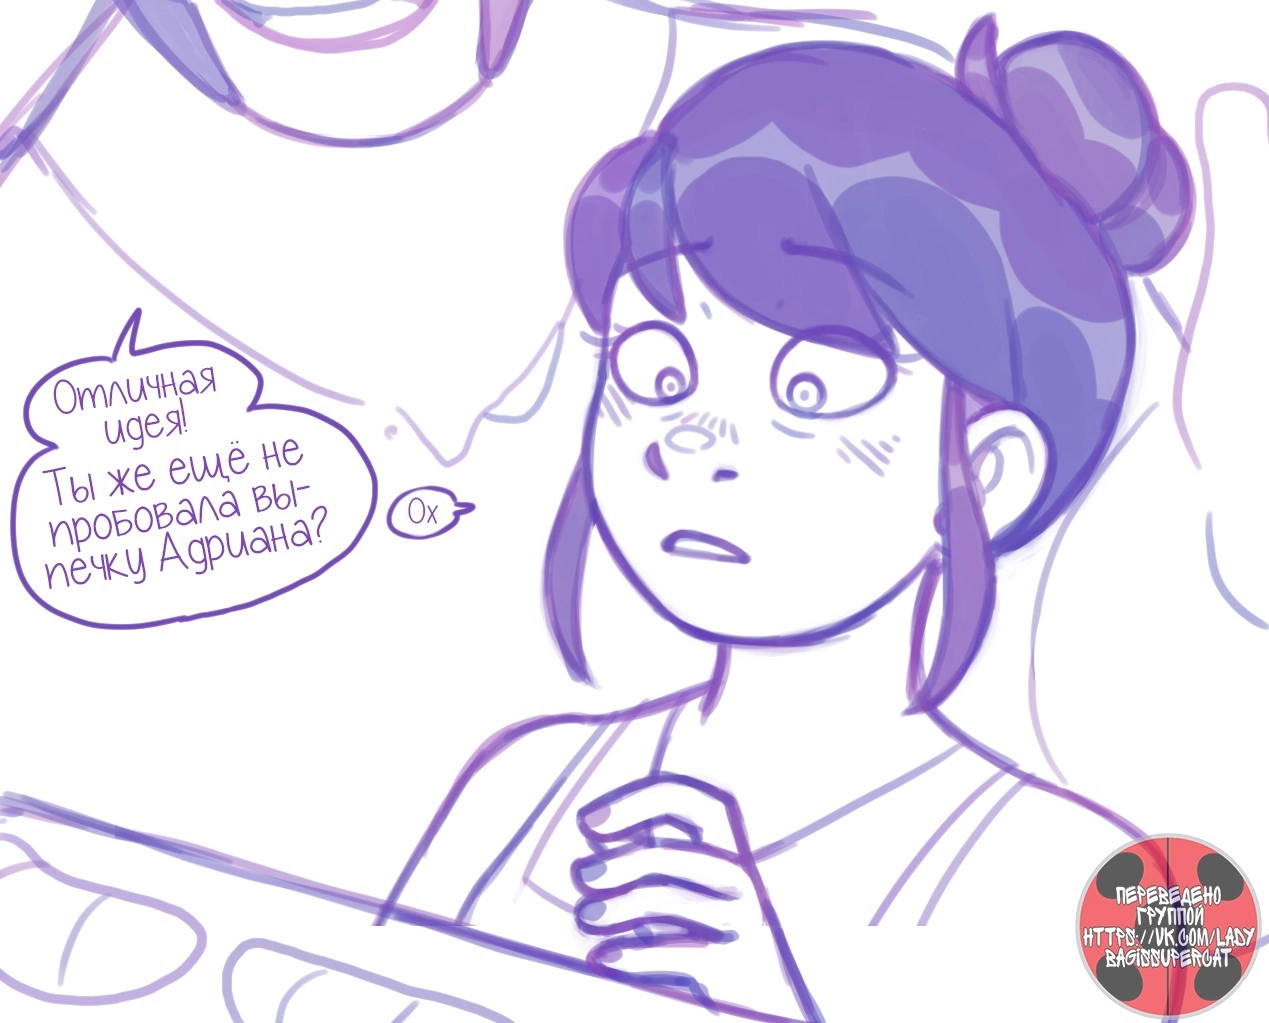 Отличная
идея!
Ты же ещё не
пробовала вы-
печку Адриана?
Ох
ПЕРЕВЕДЕНО
ГРУППОЙ
HTTPS://VK.COM/LADY
BAGISSUPERCAT